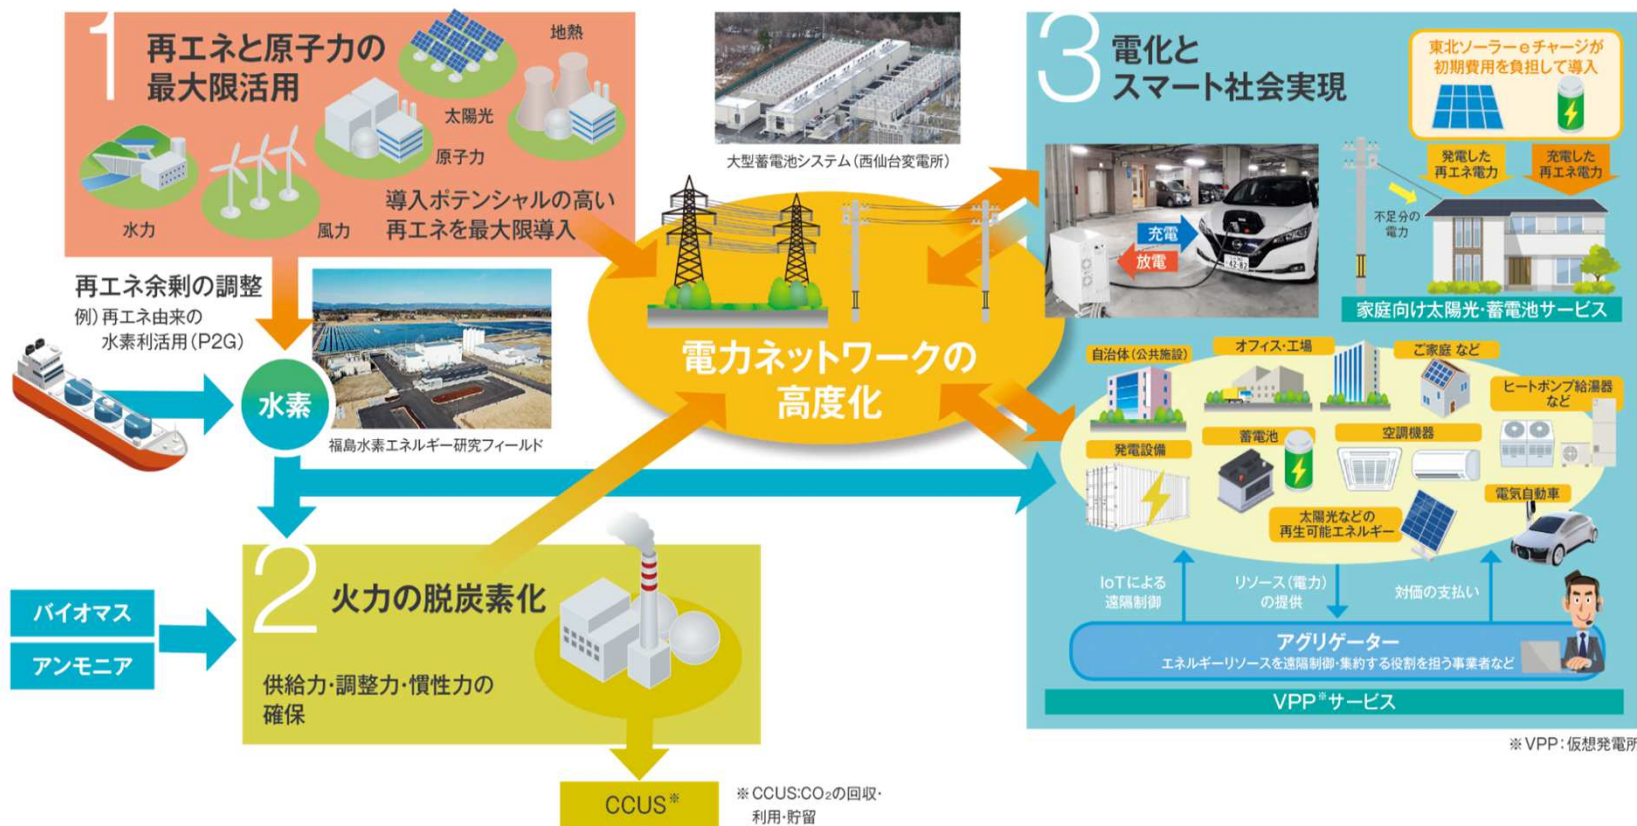 1
再エネと原子力の
最大限活用
地熱
太陽光
原子力
水力
風力
導入ポテンシャルの高い
再エネを最大限導入
再エネ余剰の調整
例）再エネ由来の
水素利活用（P2G）
水素
福島水素エネルギー研究フィールド
大型蓄電池システム（西仙台変電所）
電力ネットワークの
高度化
2
火力の脱炭素化
供給力・調整力・慣性力の
確保
バイオマス
アンモニア
CCUS※
※CCUS:CO₂の回収・
利用・貯留
3
電化と
スマート社会実現
東北ソーラーeチャージが
初期費用を負担して導入
発電した
再エネ電力
充電した
再エネ電力
不足分の
電力
充電
放電
家庭向け太陽光・蓄電池サービス
自治体（公共施設）
オフィス・工場
ご家庭 など
ヒートポンプ給湯器
など
発電設備
蓄電池
空調機器
太陽光などの
再生可能エネルギー
電気自動車
IoTによる
遠隔制御
リソース（電力）
の提供
対価の支払い
アグリゲーター
エネルギーリソースを遠隔制御・集約する役割を担う事業者など
VPP※サービス
※VPP：仮想発電所